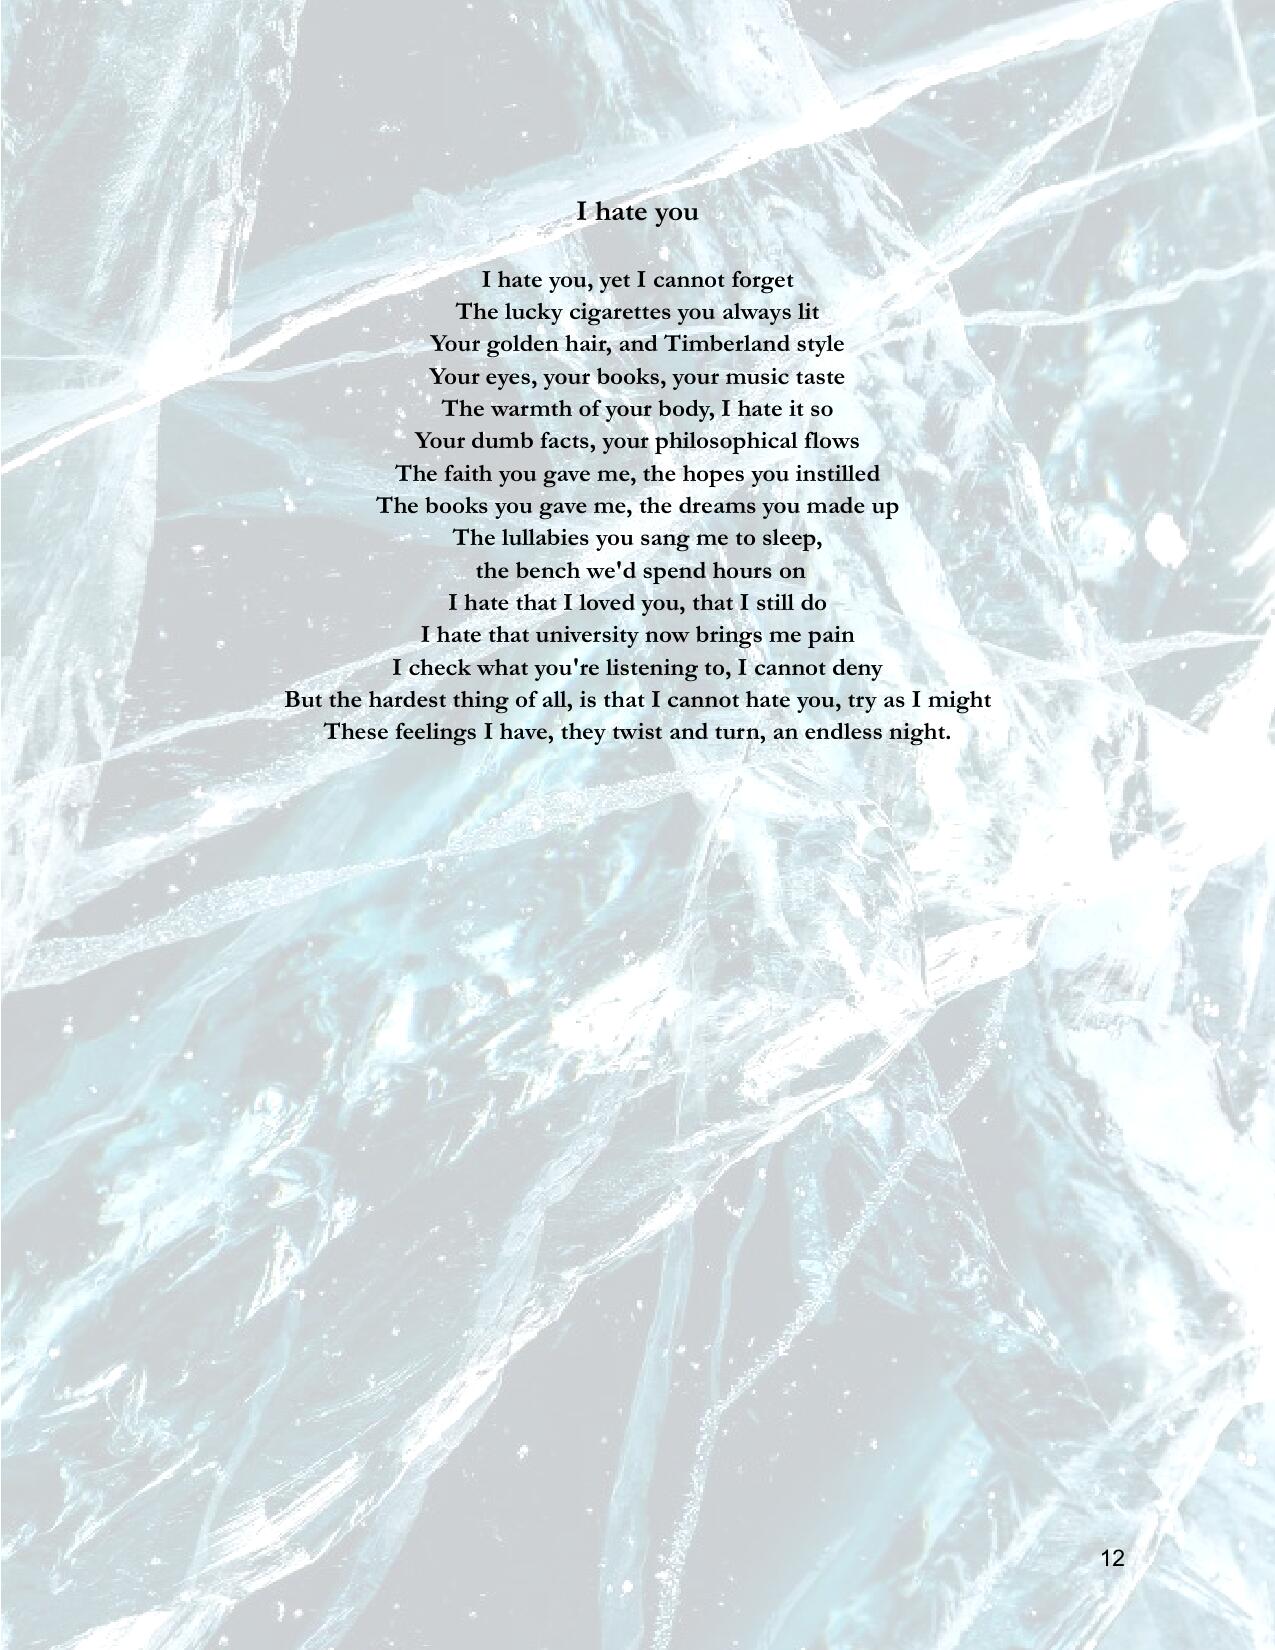 I hate you
I hate you, yet I cannot forget
The lucky cigarettes you always lit
Your golden hair, and Timberland style
Your eyes, your books, your music taste
The warmth of your body, I hate it so
Your dumb facts, your philosophical flows
The faith you gave me, the hopes you instilled
The books you gave me, the dreams you made up
The lullabies you sang me to sleep,
the bench we'd spend hours on
I hate that I loved you, that I still do
I hate that university now brings me pain
I check what you're listening to, I cannot deny
But the hardest thing of all, is that I cannot hate you, try as I might
These feelings I have, they twist and turn, an endless night.
12